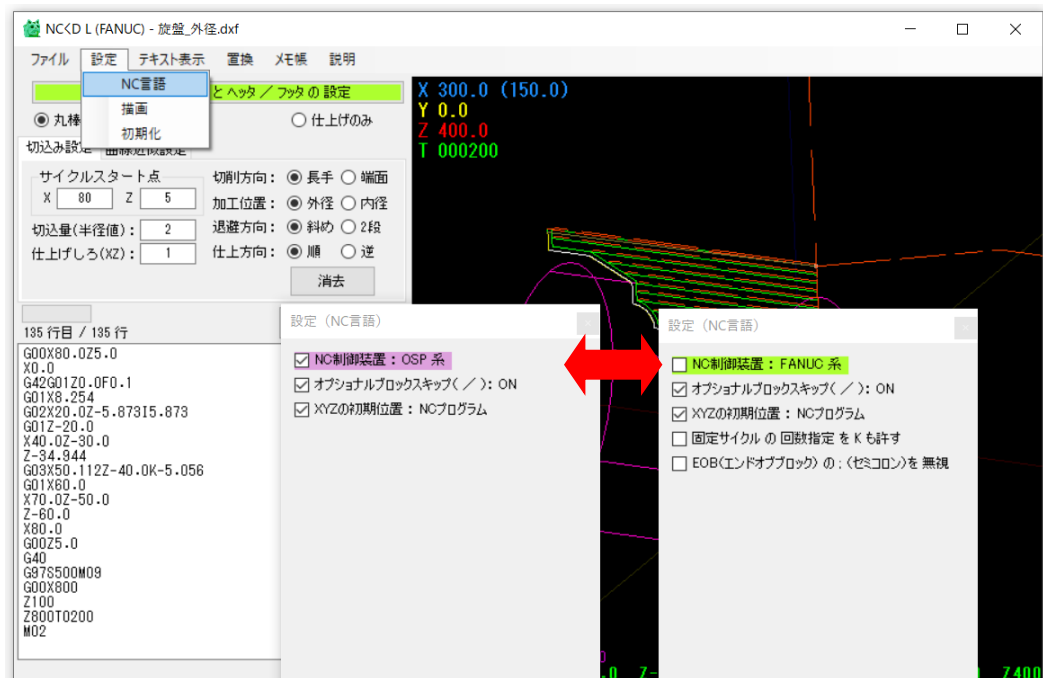 NC<D L (FANUC) - 旋盤_外径.dxf
ファイル 設定 テキスト表示 置換 メモ帳 説明
NC言語
描画
初期化
と ヘッダ ／ フッタ の 設定
丸棒
仕上げのみ
切込み設定 曲線近似設定
サイクルスタート点
X 80 Z 5
切込量(半径値)： 2
仕上げしろ(XZ)： 1
切削方向： 長手 端面
加工位置： 外径 内径
退避方向： 斜め 2段
仕上方向： 順 逆
消去
135 行目 / 135 行
G00X80.0Z5.0
X0.0
G42G01Z0.0F0.1
G01X8.254
G02X20.0Z-5.873I5.873
G01Z-20.0
X40.0Z-30.0
Z-34.944
G03X50.112Z-40.0K-5.056
G01X60.0
X70.0Z-50.0
Z-60.0
X80.0
G00Z5.0
G40
G97S500M09
G00X800
Z100
Z800T0200
M02
X 300.0 (150.0)
Y 0.0
Z 400.0
T 000200
設定（NC言語）
NC制御装置：OSP 系
オプショナルブロックスキップ( ／ )：ON
XYZの初期位置：NCプログラム
設定（NC言語）
NC制御装置：FANUC 系
オプショナルブロックスキップ( ／ )：ON
XYZの初期位置：NCプログラム
固定サイクル の 回数指定 を K も許す
EOB(エンドオブブロック) の ; (セミコロン)を 無視
.0 Z-
Z400